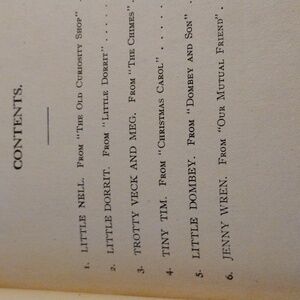 CONTENTS.
1. LITTLE NELL. From "The Old Curiosity Shop" .
2. LITTLE DORRIT. From "Little Dorrit" . . . . .
3. TROTTY VECK AND MEG. From "The Chimes" .
4. TINY TIM. From "Christmas Carol" . . . . .
5. LITTLE DOMBEY. From "Dombey and Son" .
6. JENNY WREN. From "Our Mutual Friend" .